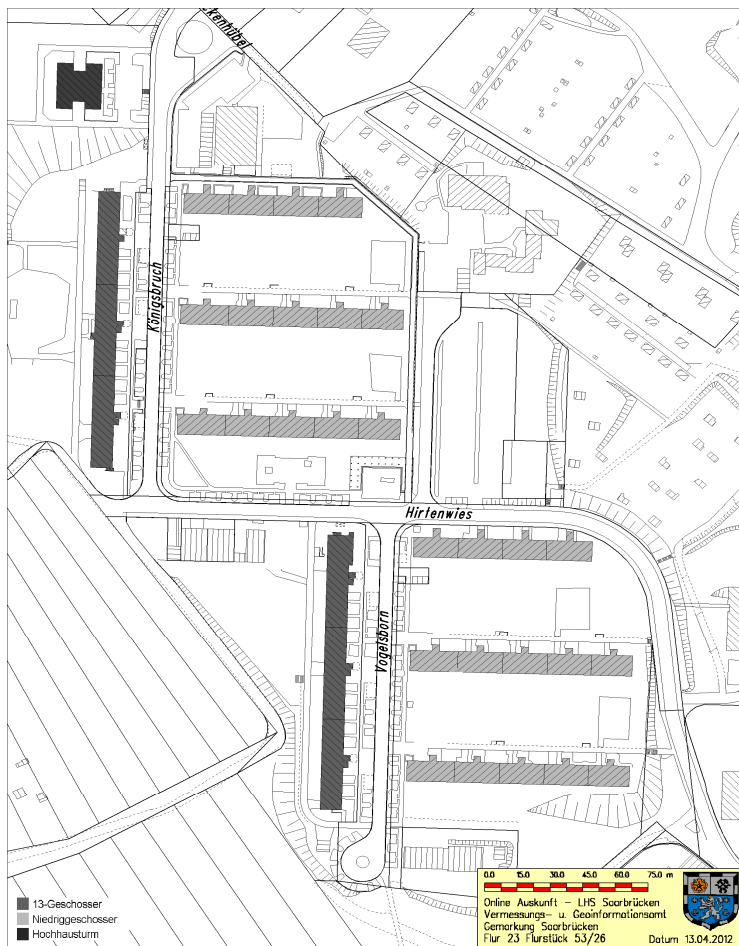 ckenhübel
Königsbruch
Hirtenwies
Vogelsborn
13-Geschosser
Niedriggeschosser
Hochhausturm
0.0 15.0 30.0 45.0 60.0 75.0 m
Online Auskunft - LHS Saarbrücken
Vermessungs- u. Geoinformationsamt
Gemarkung Saarbrücken
Flur 23 Flurstück 53/26 Datum 13.04.2012